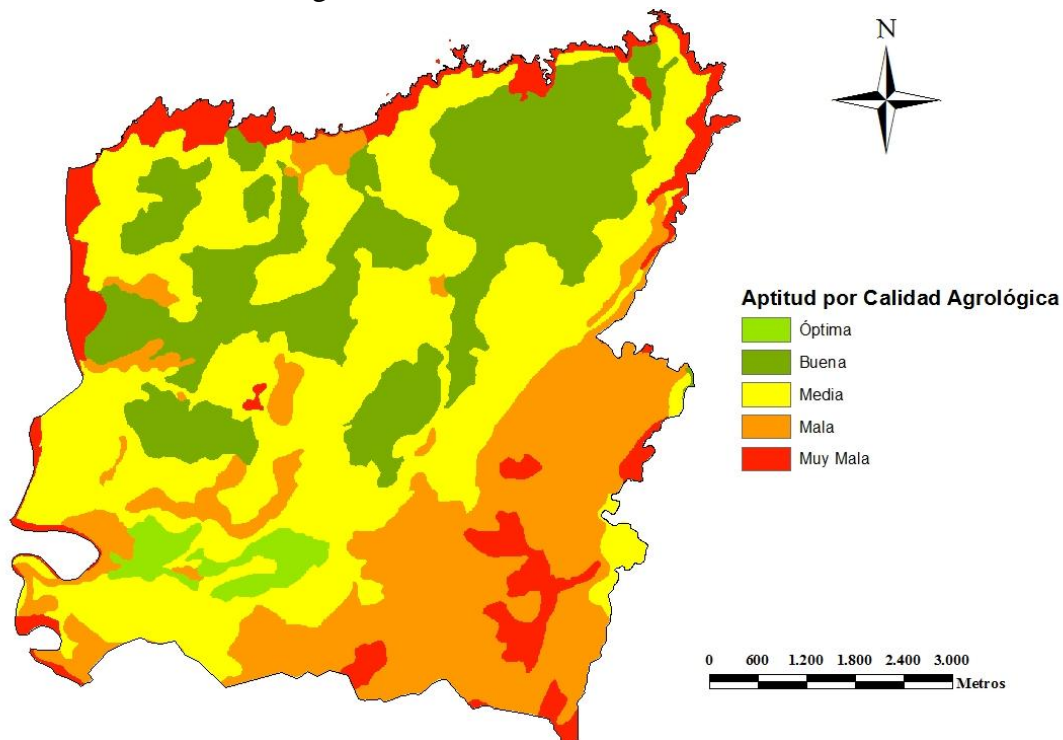 N
Aptitud por Calidad Agrológica
Óptima
Buena
Media
Mala
Muy Mala
0 600 1.200 1.800 2.400 3.000
Metros